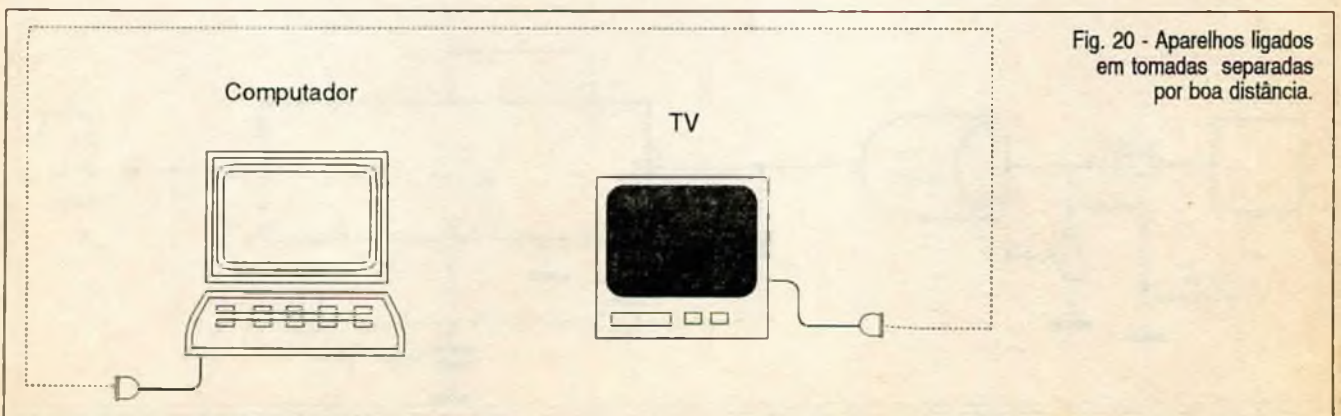 Fig. 20 - Aparelhos ligados
em tomadas separadas
por boa distância.
Computador
TV